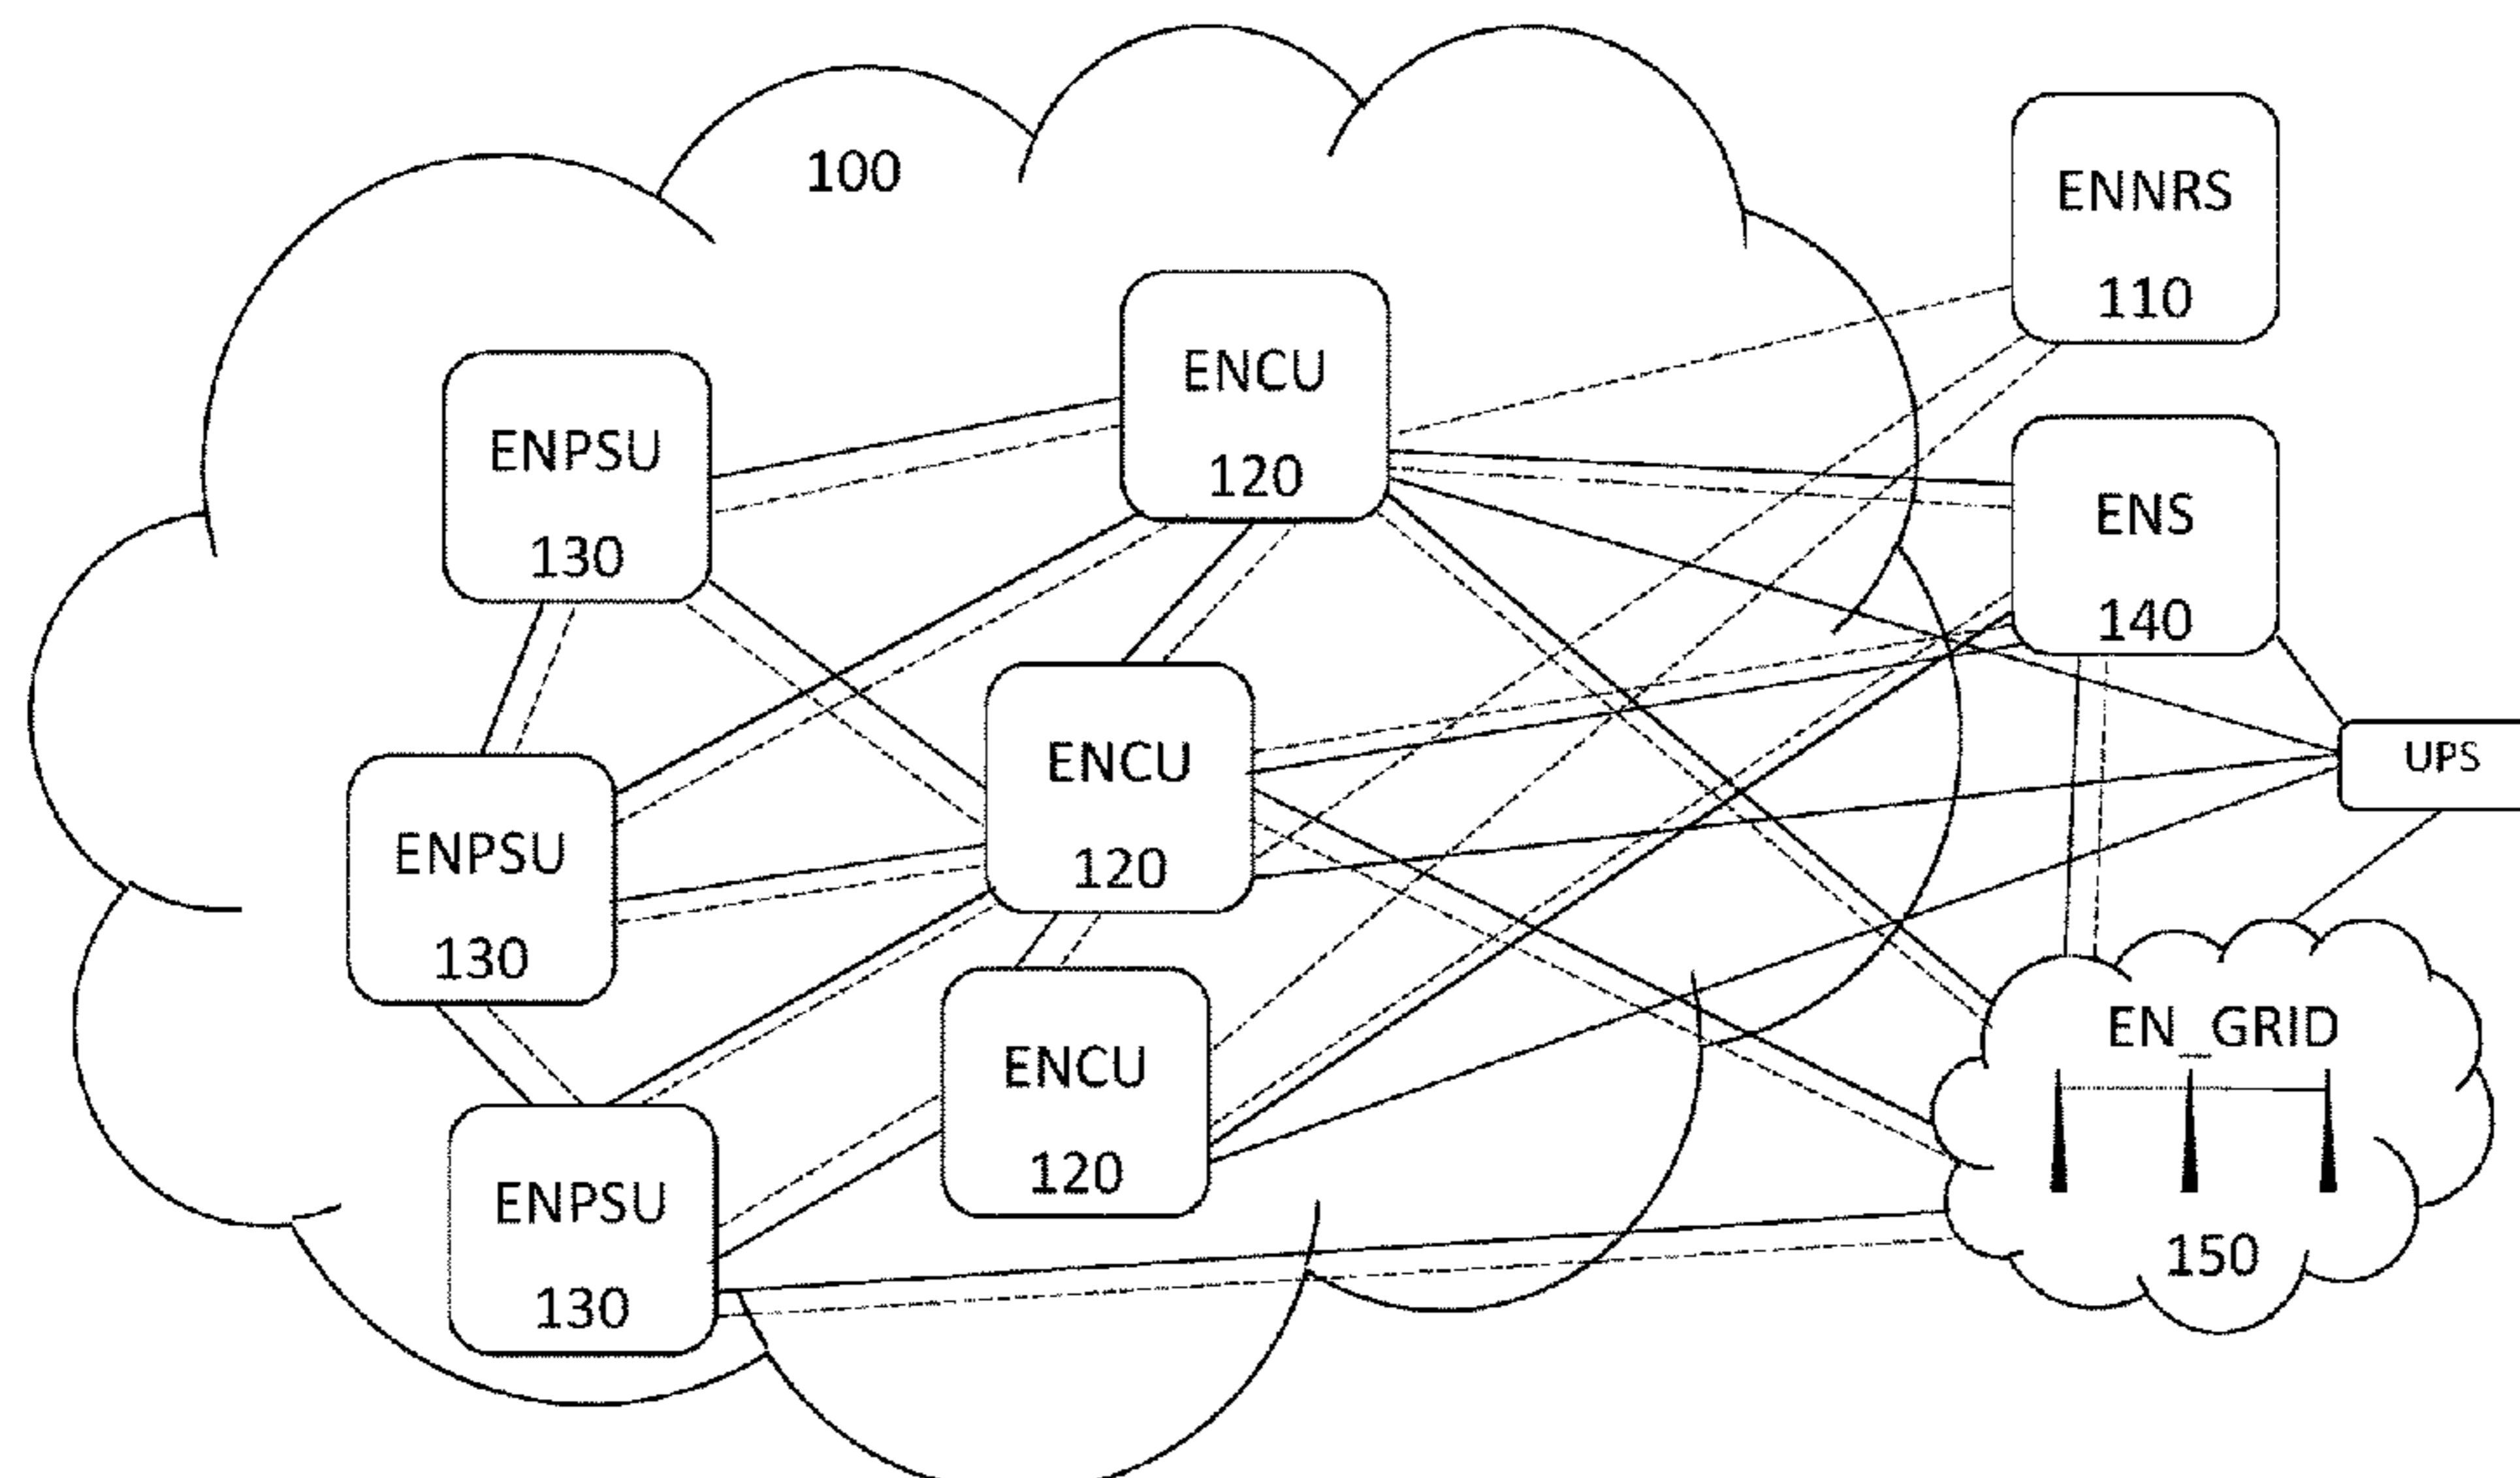 100
ENNRS
110
ENCU
120
ENPSU
130
ENS
140
ENCU
120
UPS
ENPSU
130
EN_GRID
150
ENCU
120
ENPSU
130